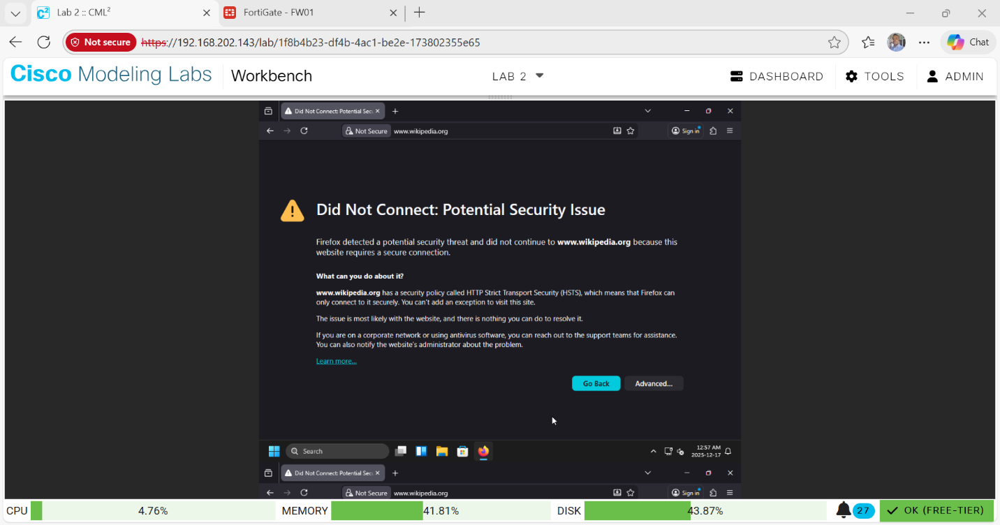 Lab 2 :: CML²
FortiGate - FW01
Not secure
https://192.168.202.143/lab/1f8b4b23-df4b-4ac1-be2e-173802355e65
Chat
Cisco Modeling Labs
Workbench
LAB 2
DASHBOARD
TOOLS
ADMIN
Did Not Connect: Potential Sec
Not Secure
www.wikipedia.org
Sign in
Did Not Connect: Potential Security Issue
Firefox detected a potential security threat and did not continue to www.wikipedia.org because this
website requires a secure connection.
What can you do about it?
www.wikipedia.org has a security policy called HTTP Strict Transport Security (HSTS), which means that Firefox can
only connect to it securely. You can't add an exception to visit this site.
The issue is most likely with the website, and there is nothing you can do to resolve it.
If you are on a corporate network or using antivirus software, you can reach out to the support teams for assistance.
You can also notify the website's administrator about the problem.
Learn more...
Go Back
Advanced...
Search
12:57 AM
2025-12-17
Did Not Connect: Potential Sec
Not Secure
www.wikipedia.org
Sign in
CPU
4.76%
MEMORY
41.81%
DISK
43.87%
27
OK (FREE-TIER)